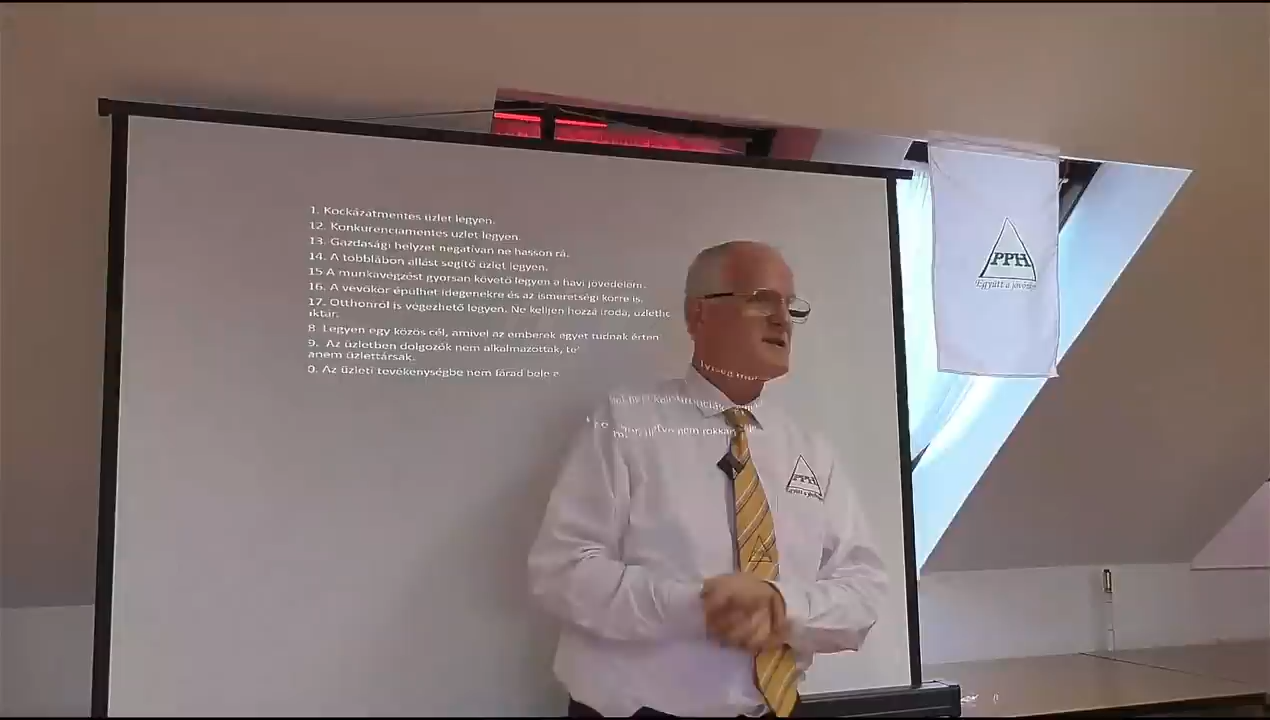 1. Kockázatmentes üzlet legyen.
12. Konkurenciamentes üzlet legyen.
13. Gazdasági helyzet negatívan ne hasson rá.
14. A többlábon állást segítő üzlet legyen.
15 A munkavégzést gyorsan követő legyen a havi jövedelem.
16. A vevőkör épülhet idegenekre és az ismeretségi körre is.
17. Otthonról is végezhető legyen. Ne kelljen hozzá iroda, üzlethe
aktár.
8. Legyen egy közös cél, amivel az emberek egyet tudnak érten
9. Az üzletben dolgozók nem alkalmazottak,
anem üzlettársak.
0. Az üzleti tevékenységbe nem fárad bele
PPH
Együtt a jövőért
PPH